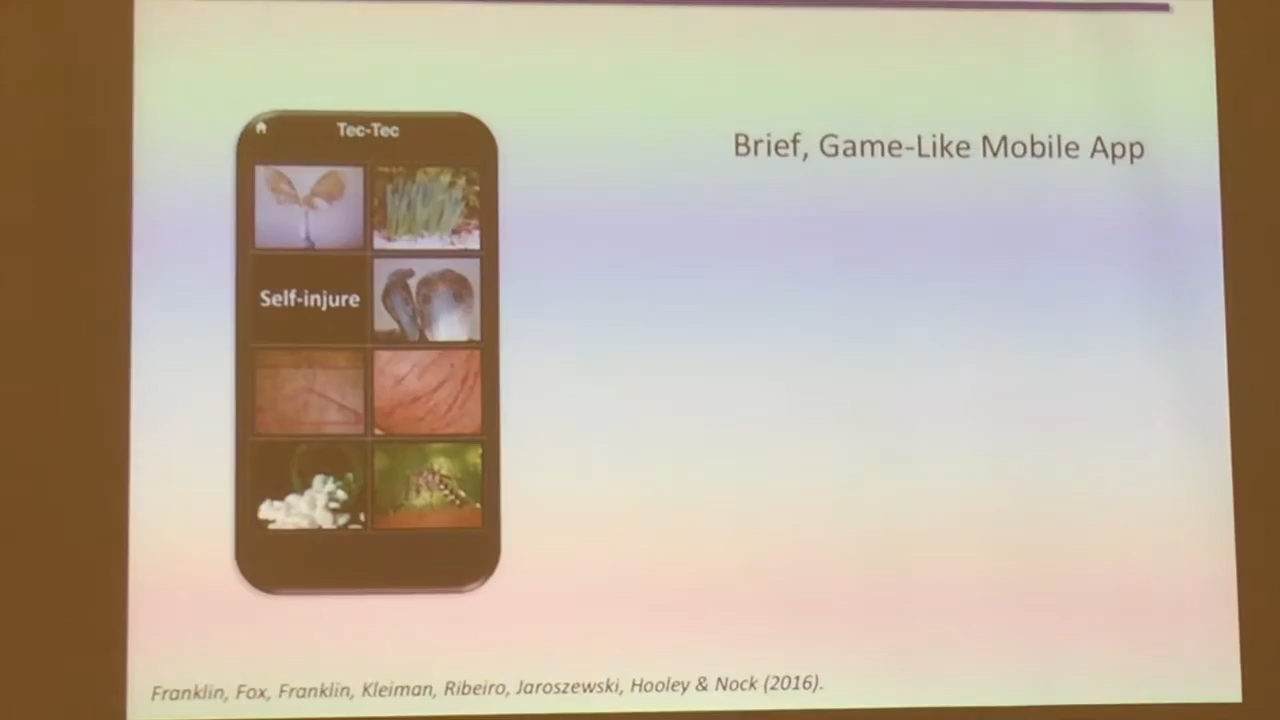 Tec-Tec
Brief, Game-Like Mobile App
Self-injure
Franklin, Fox, Franklin, Kleiman, Ribeiro, Jaroszewski, Hooley & Nock (2016).